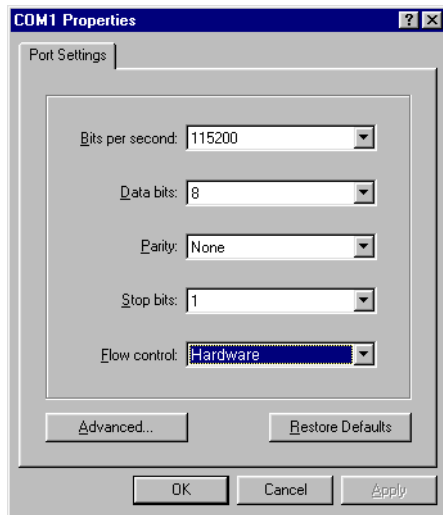 COM1 Properties
Port Settings
Bits per second: 115200
Data bits: 8
Parity: None
Stop bits: 1
Flow control: Hardware
Advanced... Restore Defaults
OK Cancel Apply